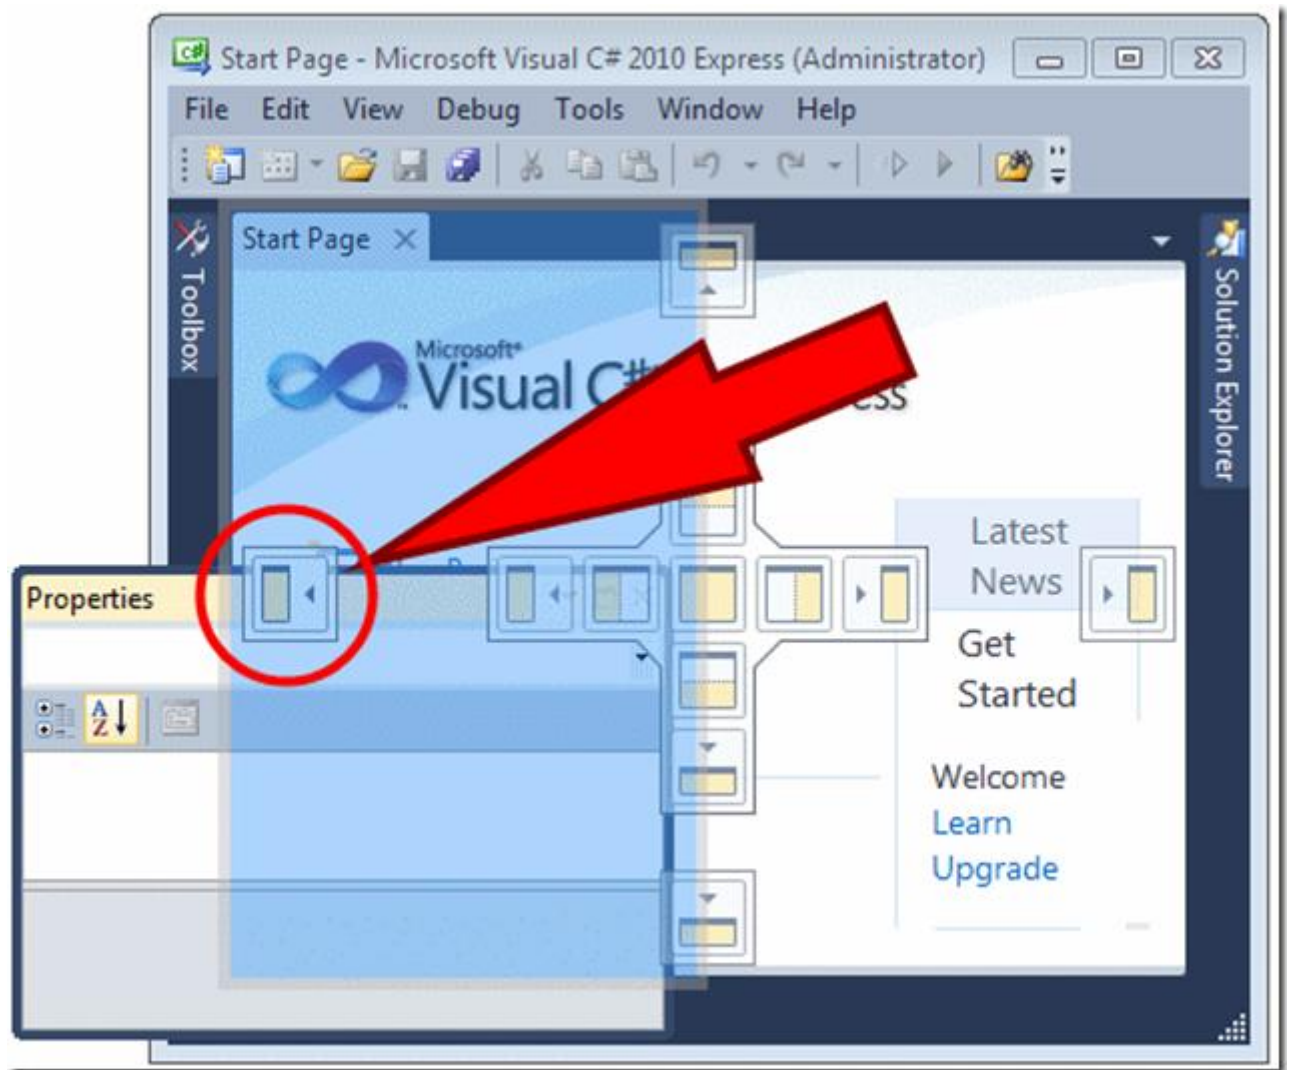 Start Page - Microsoft Visual C# 2010 Express (Administrator)
File Edit View Debug Tools Window Help
Toolbox
Start Page
Solution Explorer
Microsoft®
Visual C#
Latest
News
Properties
Get
Started
A
Z
Welcome
Learn
Upgrade